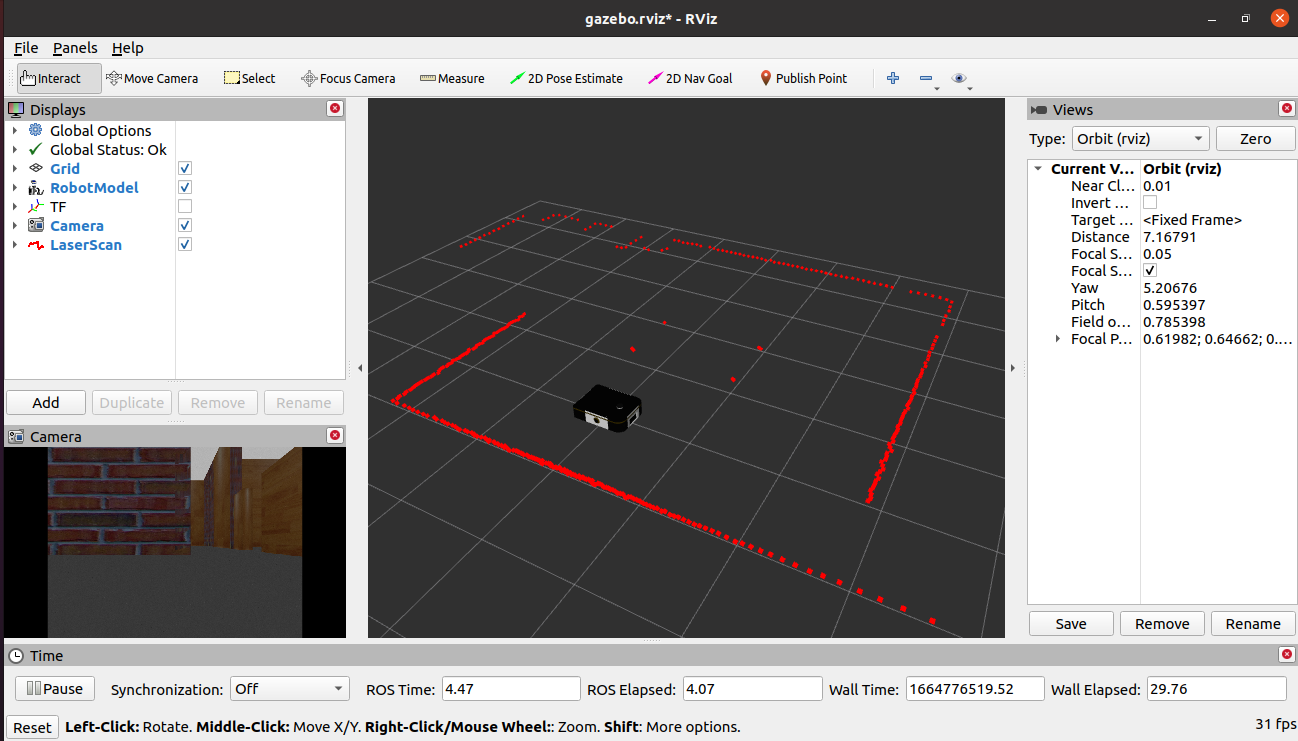 gazebo.rviz* - RViz
File Panels Help
Interact Move Camera Select Focus Camera Measure 2D Pose Estimate 2D Nav Goal Publish Point
Displays
Global Options
Global Status: Ok
Grid
RobotModel
TF
Camera
LaserScan
Add Duplicate Remove Rename
Camera
Views
Type: Orbit (rviz) Zero
Current V... Orbit (rviz)
Near Cl... 0.01
Invert ...
Target ... <Fixed Frame>
Distance 7.16791
Focal S... 0.05
Focal S...
Yaw 5.20676
Pitch 0.595397
Field o... 0.785398
Focal P... 0.61982; 0.64662; 0....
Save Remove Rename
Time
Pause Synchronization: Off ROS Time: 4.47 ROS Elapsed: 4.07 Wall Time: 1664776519.52 Wall Elapsed: 29.76
Reset Left-Click: Rotate. Middle-Click: Move X/Y. Right-Click/Mouse Wheel:: Zoom. Shift: More options. 31 fps